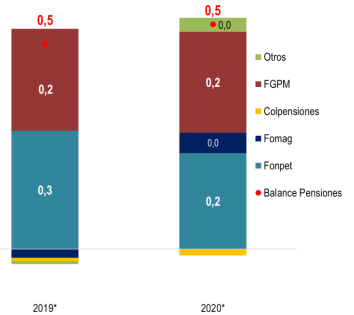 0,5
0,5
0,0
0,2
0,2
0,0
0,3
0,2
Otros
FGPM
Colpensiones
Fomag
Fonpet
Balance Pensiones
2019*
2020*